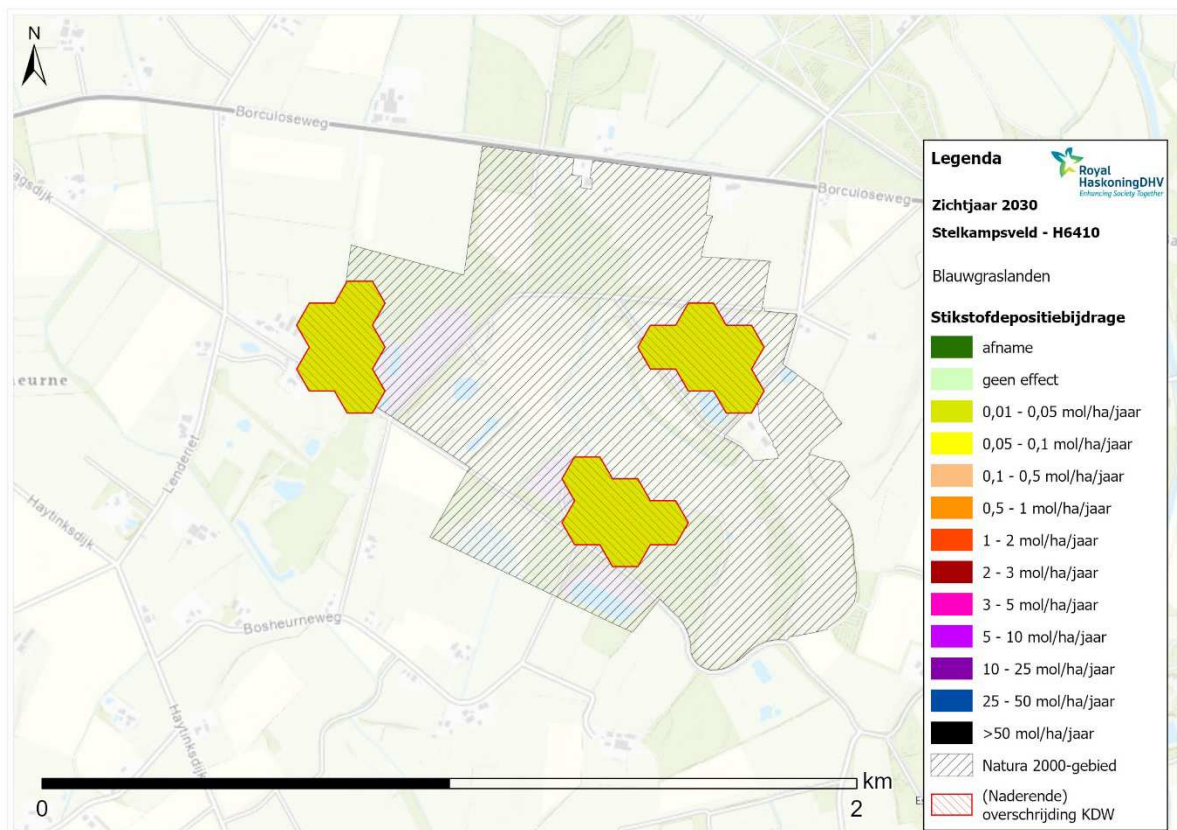 N
Borculoseweg
Borculoseweg
agsdijk
Lenderiet
heurne
Haytinksdijk
Bosheurneweg
Haytinksdijk
0
2
km
Legenda
Royal
HaskoningDHV
Enhancing Society Together
Zichtjaar 2030
Stelkampsveld - H6410
Blauwgraslanden
Stikstofdepositiebijdrage
afname
geen effect
0,01 - 0,05 mol/ha/jaar
0,05 - 0,1 mol/ha/jaar
0,1 - 0,5 mol/ha/jaar
0,5 - 1 mol/ha/jaar
1 - 2 mol/ha/jaar
2 - 3 mol/ha/jaar
3 - 5 mol/ha/jaar
5 - 10 mol/ha/jaar
10 - 25 mol/ha/jaar
25 - 50 mol/ha/jaar
>50 mol/ha/jaar
Natura 2000-gebied
(Naderende)
overschrijding KDW